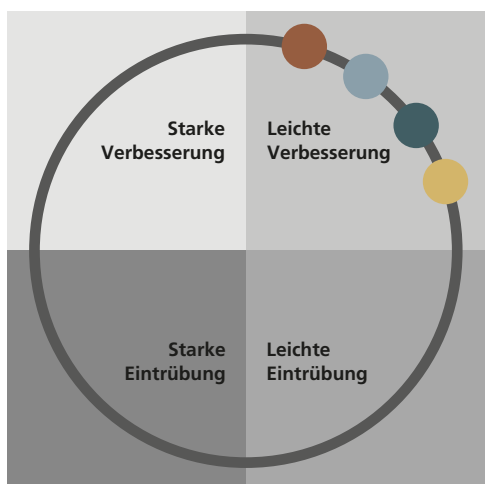 Starke
Verbesserung
Leichte
Verbesserung
Starke
Eintrübung
Leichte
Eintrübung